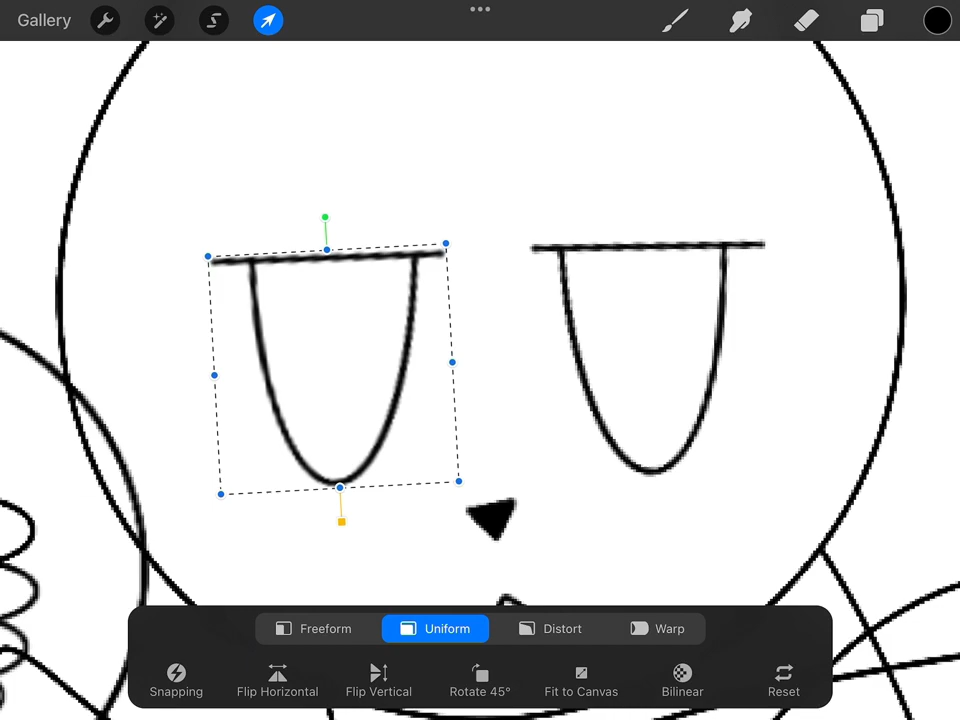 Gallery
Freeform Uniform Distort Warp
Snapping Flip Horizontal Flip Vertical Rotate 45° Fit to Canvas Bilinear Reset